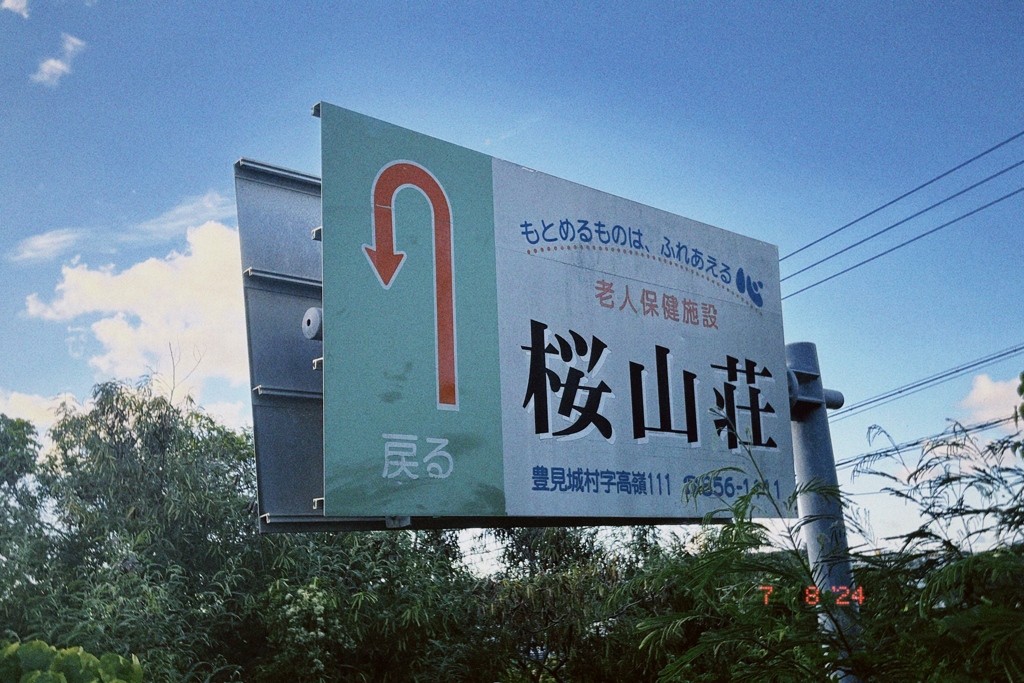 戻る
もとめるものは、ふれあえる心
老人保健施設
桜山荘
豊見城村字高嶺111
7 8 '24